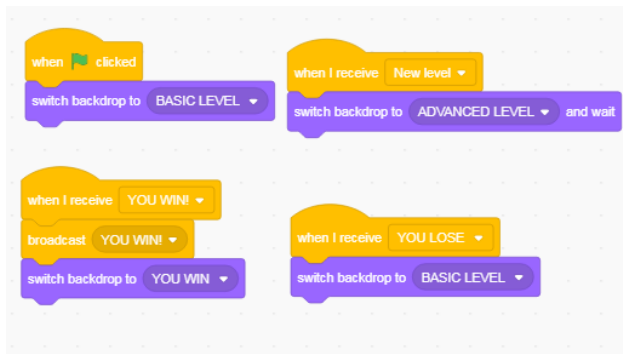 when clicked
switch backdrop to BASIC LEVEL
when I receive New level
switch backdrop to ADVANCED LEVEL and wait
when I receive YOU WIN!
broadcast YOU WIN!
switch backdrop to YOU WIN
when I receive YOU LOSE
switch backdrop to BASIC LEVEL